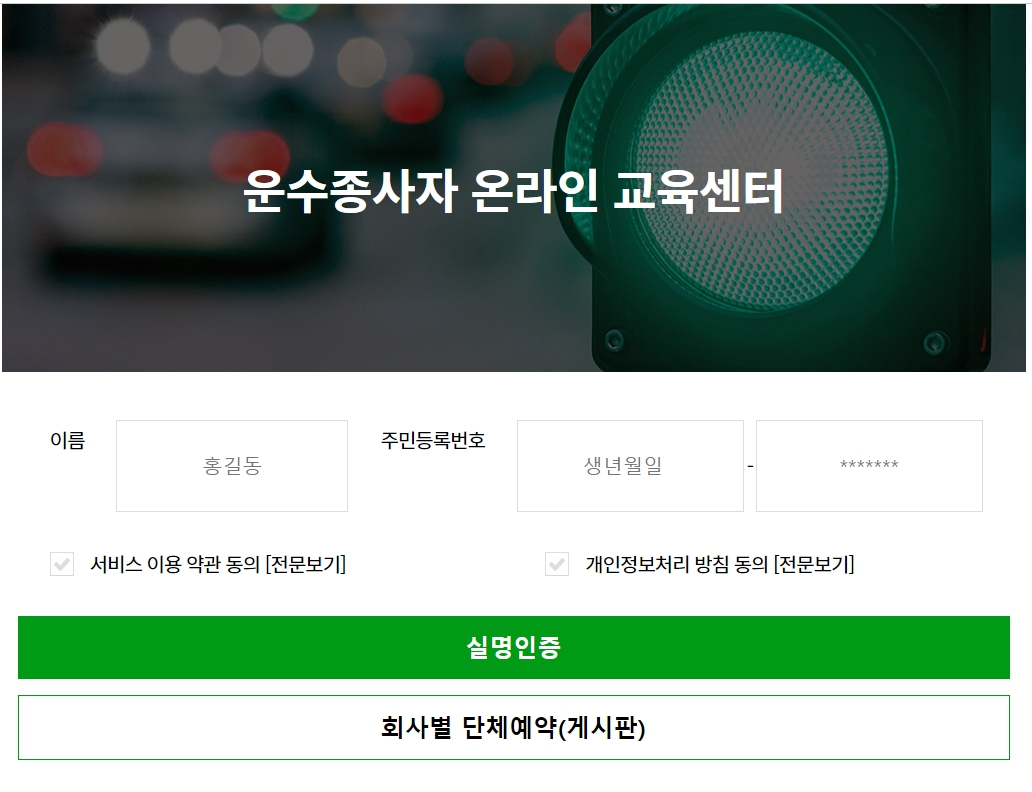 운수종사자 온라인 교육센터
이름 홍길동 주민등록번호 생년월일 - *******
서비스 이용 약관 동의 [전문보기] 개인정보처리 방침 동의 [전문보기]
실명인증
회사별 단체예약(게시판)